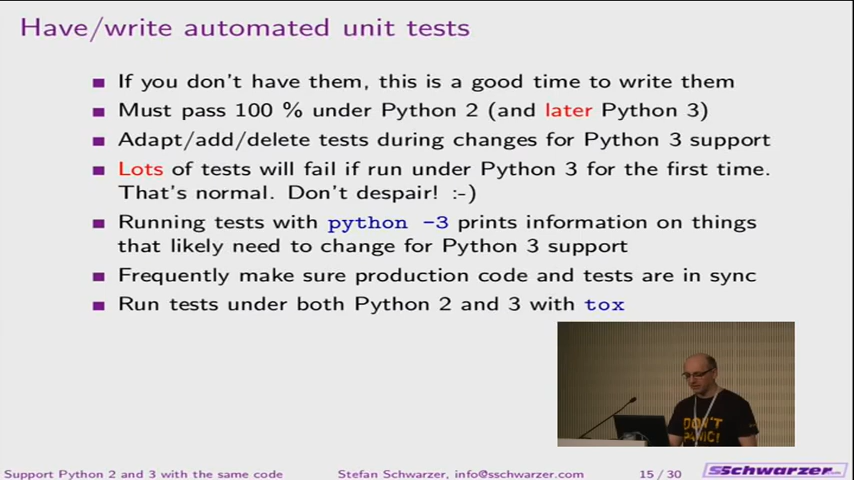 Have/write automated unit tests
If you don't have them, this is a good time to write them
Must pass 100 % under Python 2 (and later Python 3)
Adapt/add/delete tests during changes for Python 3 support
Lots of tests will fail if run under Python 3 for the first time.
That's normal. Don't despair! :-)
Running tests with python -3 prints information on things
that likely need to change for Python 3 support
Frequently make sure production code and tests are in sync
Run tests under both Python 2 and 3 with tox
DON'T
PANIC!
Support Python 2 and 3 with the same code
Stefan Schwarzer, info@sschwarzer.com
15 / 30
SSchwarzer